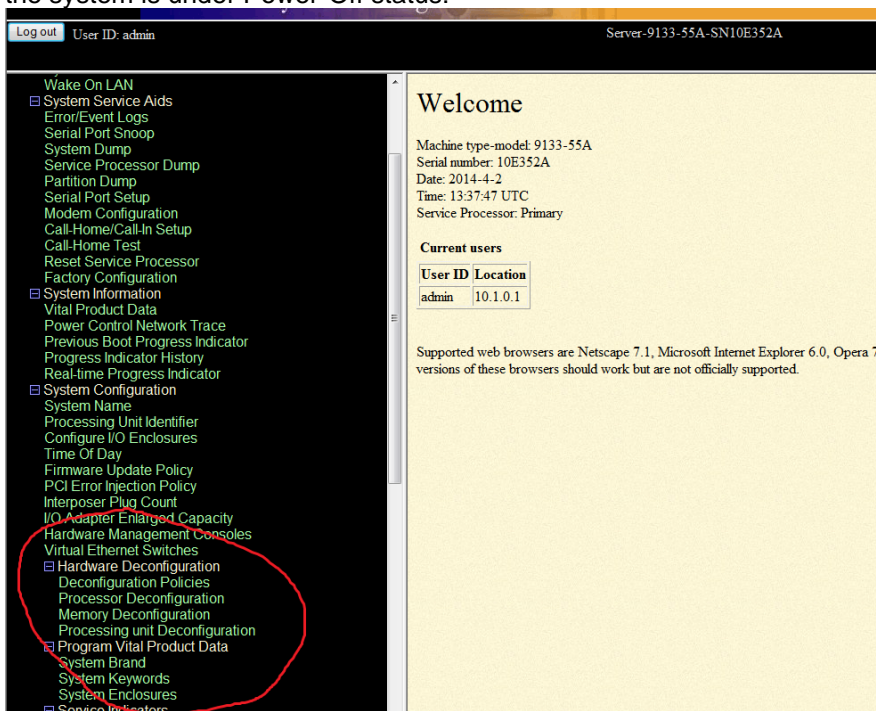 the system is under Power Off status.
Log out User ID: admin Server-9133-55A-SN10E352A
Wake On LAN
System Service Aids
Error/Event Logs
Serial Port Snoop
System Dump
Service Processor Dump
Partition Dump
Serial Port Setup
Modem Configuration
Call-Home/Call-In Setup
Call-Home Test
Reset Service Processor
Factory Configuration
System Information
Vital Product Data
Power Control Network Trace
Previous Boot Progress Indicator
Progress Indicator History
Real-time Progress Indicator
System Configuration
System Name
Processing Unit Identifier
Configure I/O Enclosures
Time Of Day
Firmware Update Policy
PCI Error Injection Policy
Interposer Plug Count
I/O Adapter Enlarged Capacity
Hardware Management Consoles
Virtual Ethernet Switches
Hardware Deconfiguration
Deconfiguration Policies
Processor Deconfiguration
Memory Deconfiguration
Processing unit Deconfiguration
Program Vital Product Data
System Brand
System Keywords
System Enclosures
Service Indicators
Welcome
Machine type-model: 9133-55A
Serial number: 10E352A
Date: 2014-4-2
Time: 13:37:47 UTC
Service Processor: Primary
Current users
User ID Location
admin 10.1.0.1
Supported web browsers are Netscape 7.1, Microsoft Internet Explorer 6.0, Opera 7
versions of these browsers should work but are not officially supported.